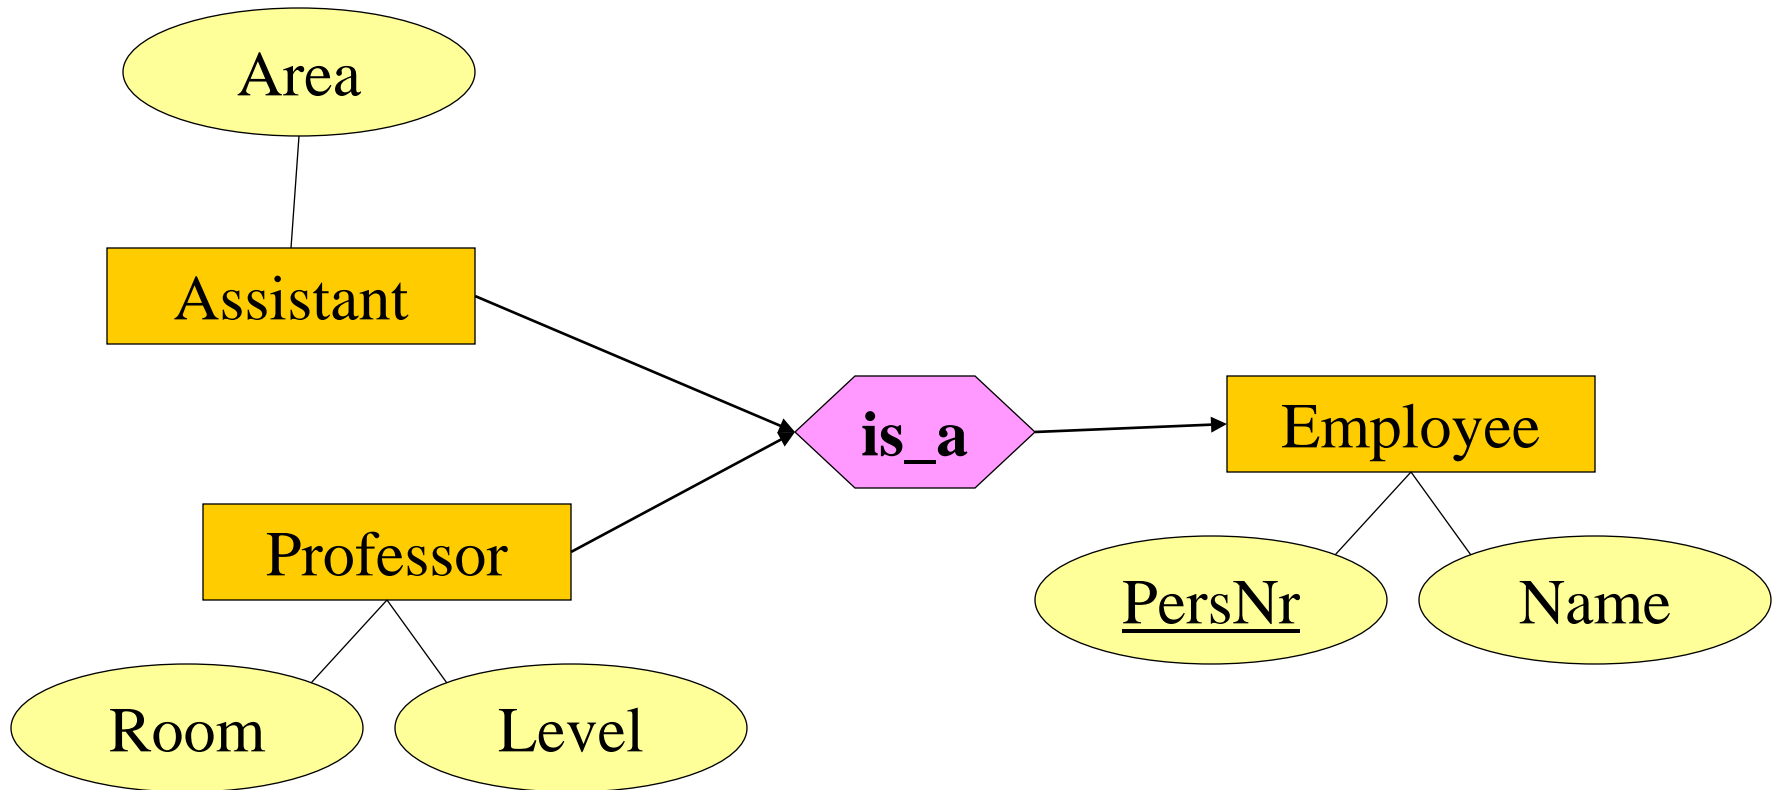 Area
Assistant
is_a
Employee
Professor
PersNr
Name
Room
Level